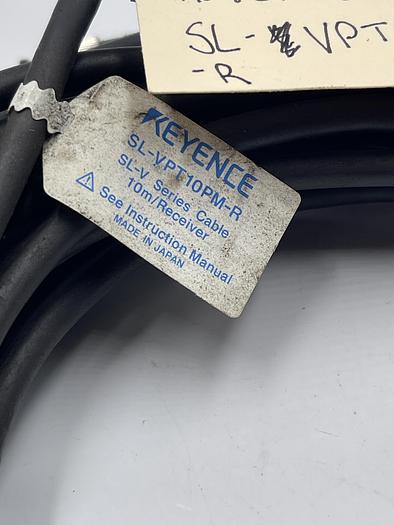 SL-VPT
-R
KEYENCE
SL-VPT10PM-R
SL-V Series Cable
10m/Receiver
See Instruction Manual
MADE IN JAPAN